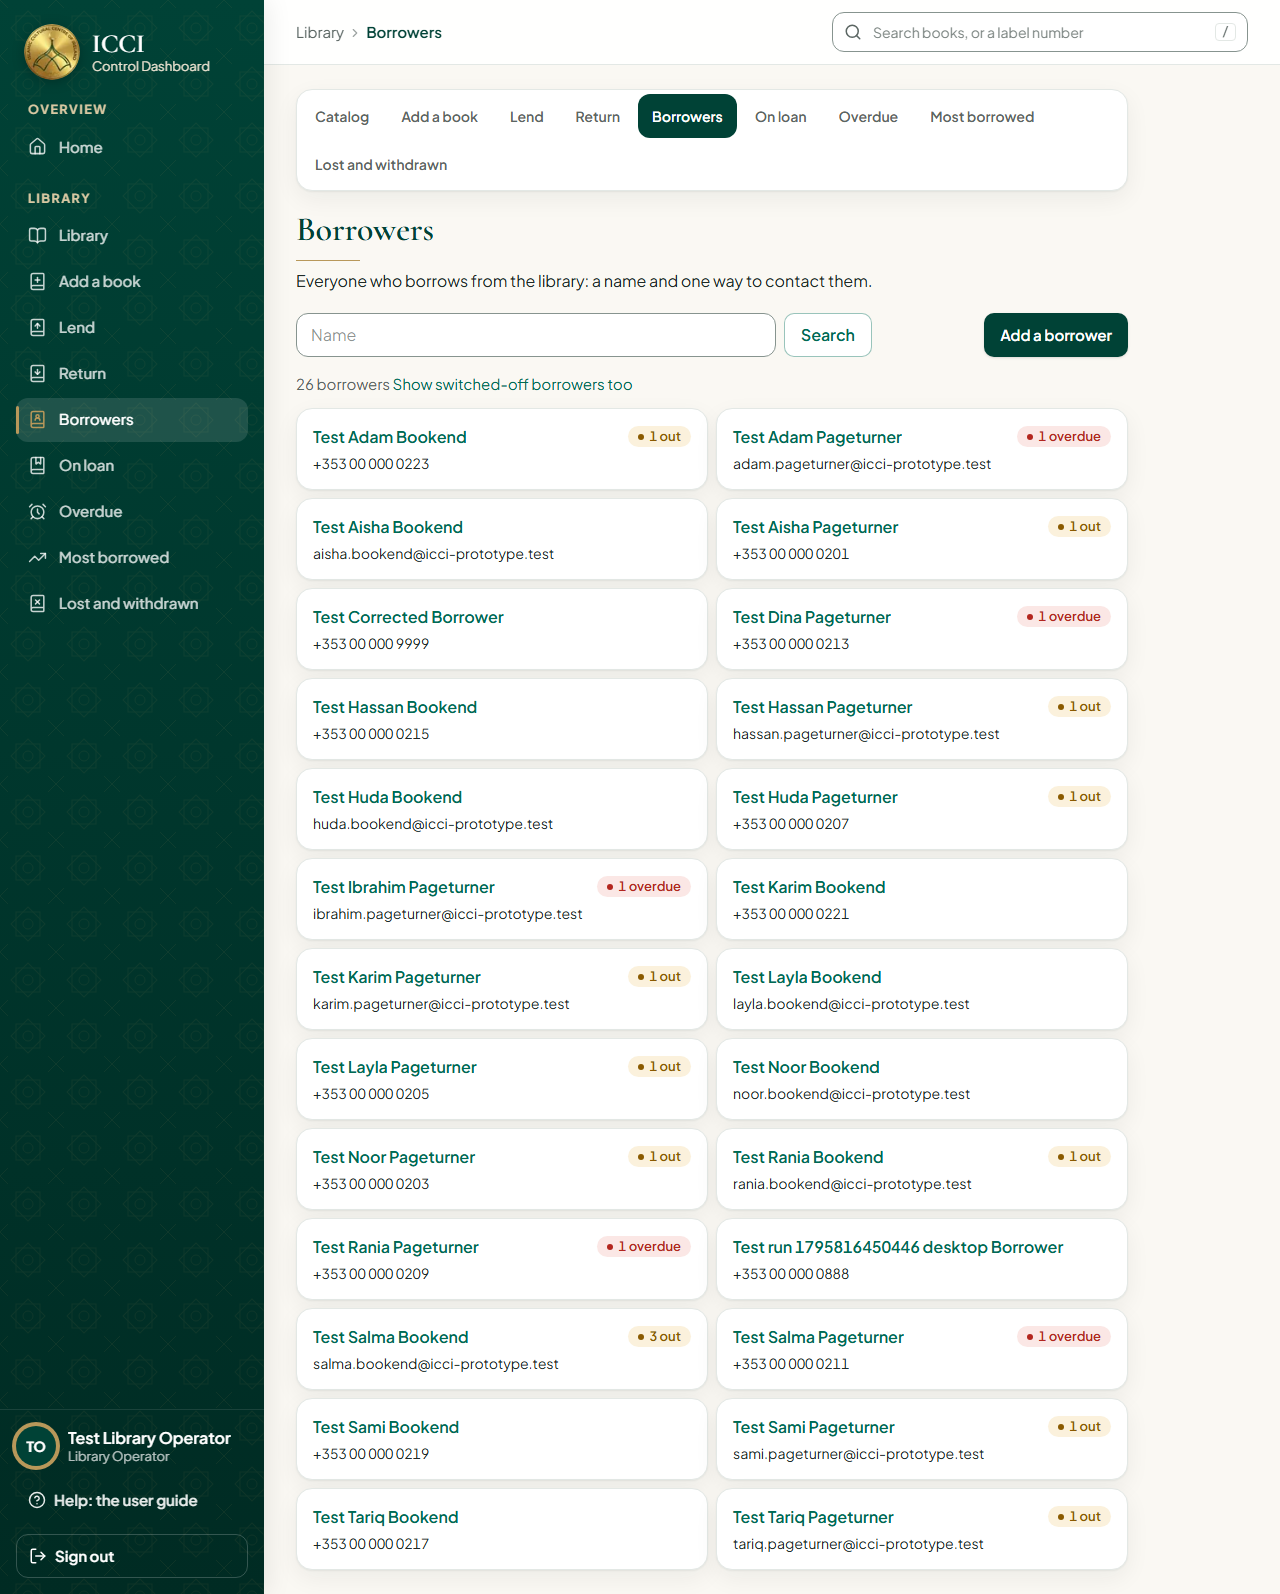 ICCI
Control Dashboard
OVERVIEW
Home
LIBRARY
Library
Add a book
Lend
Return
Borrowers
On loan
Overdue
Most borrowed
Lost and withdrawn
Test Library Operator
TO
Library Operator
Help: the user guide
Sign out
Library > Borrowers
Search books, or a label number /
Catalog Add a book Lend Return Borrowers On loan Overdue Most borrowed
Lost and withdrawn
Borrowers
Everyone who borrows from the library: a name and one way to contact them.
Name Search Add a borrower
26 borrowers Show switched-off borrowers too
Test Adam Bookend 1 out
+353 00 000 0223
Test Adam Pageturner 1 overdue
adam.pageturner@icci-prototype.test
Test Aisha Bookend
aisha.bookend@icci-prototype.test
Test Aisha Pageturner 1 out
+353 00 000 0201
Test Corrected Borrower
+353 00 000 9999
Test Dina Pageturner 1 overdue
+353 00 000 0213
Test Hassan Bookend
+353 00 000 0215
Test Hassan Pageturner 1 out
hassan.pageturner@icci-prototype.test
Test Huda Bookend
huda.bookend@icci-prototype.test
Test Huda Pageturner 1 out
+353 00 000 0207
Test Ibrahim Pageturner 1 overdue
ibrahim.pageturner@icci-prototype.test
Test Karim Bookend
+353 00 000 0221
Test Karim Pageturner 1 out
karim.pageturner@icci-prototype.test
Test Layla Bookend
layla.bookend@icci-prototype.test
Test Layla Pageturner 1 out
+353 00 000 0205
Test Noor Bookend
noor.bookend@icci-prototype.test
Test Noor Pageturner 1 out
+353 00 000 0203
Test Rania Bookend 1 out
rania.bookend@icci-prototype.test
Test Rania Pageturner 1 overdue
+353 00 000 0209
Test run 1795816450446 desktop Borrower
+353 00 000 0888
Test Salma Bookend 3 out
salma.bookend@icci-prototype.test
Test Salma Pageturner 1 overdue
+353 00 000 0211
Test Sami Bookend
+353 00 000 0219
Test Sami Pageturner 1 out
sami.pageturner@icci-prototype.test
Test Tariq Bookend
+353 00 000 0217
Test Tariq Pageturner 1 out
tariq.pageturner@icci-prototype.test